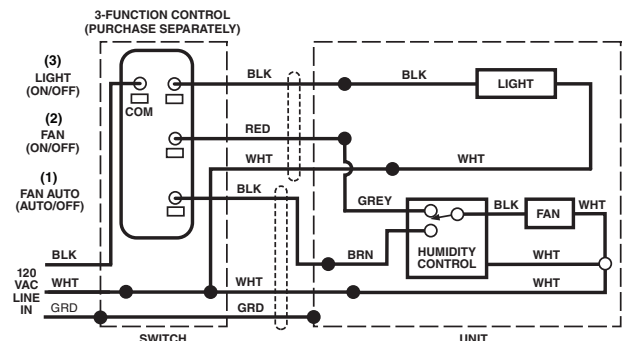 3-FUNCTION CONTROL
(PURCHASE SEPARATELY)
(3)
LIGHT
(ON/OFF)
(2)
FAN
(ON/OFF)
(1)
FAN AUTO
(AUTO/OFF)
COM
BLK
BLK
LIGHT
RED
WHT
WHT
BLK
GREY
BLK
FAN
WHT
BRN
HUMIDITY
CONTROL
WHT
BLK
120
VAC
LINE
IN
WHT
WHT
WHT
GRD
GRD
SWITCH
UNIT